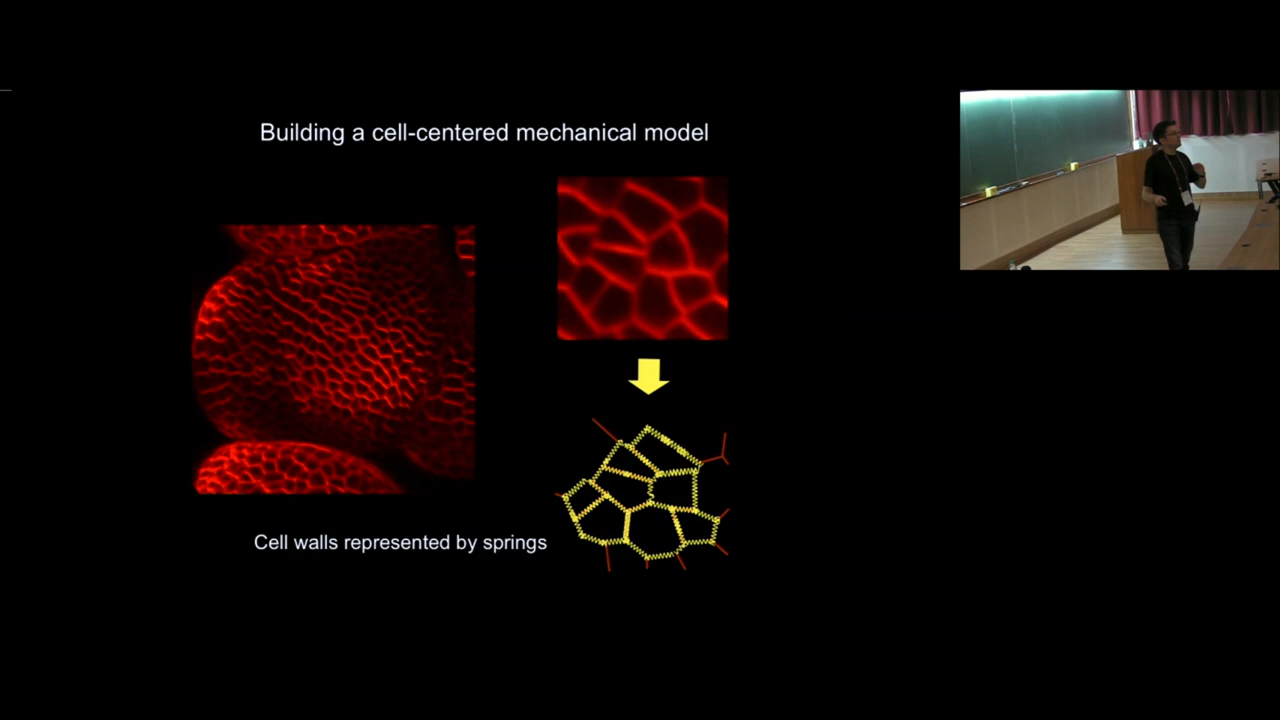 Building a cell-centered mechanical model
Cell walls represented by springs